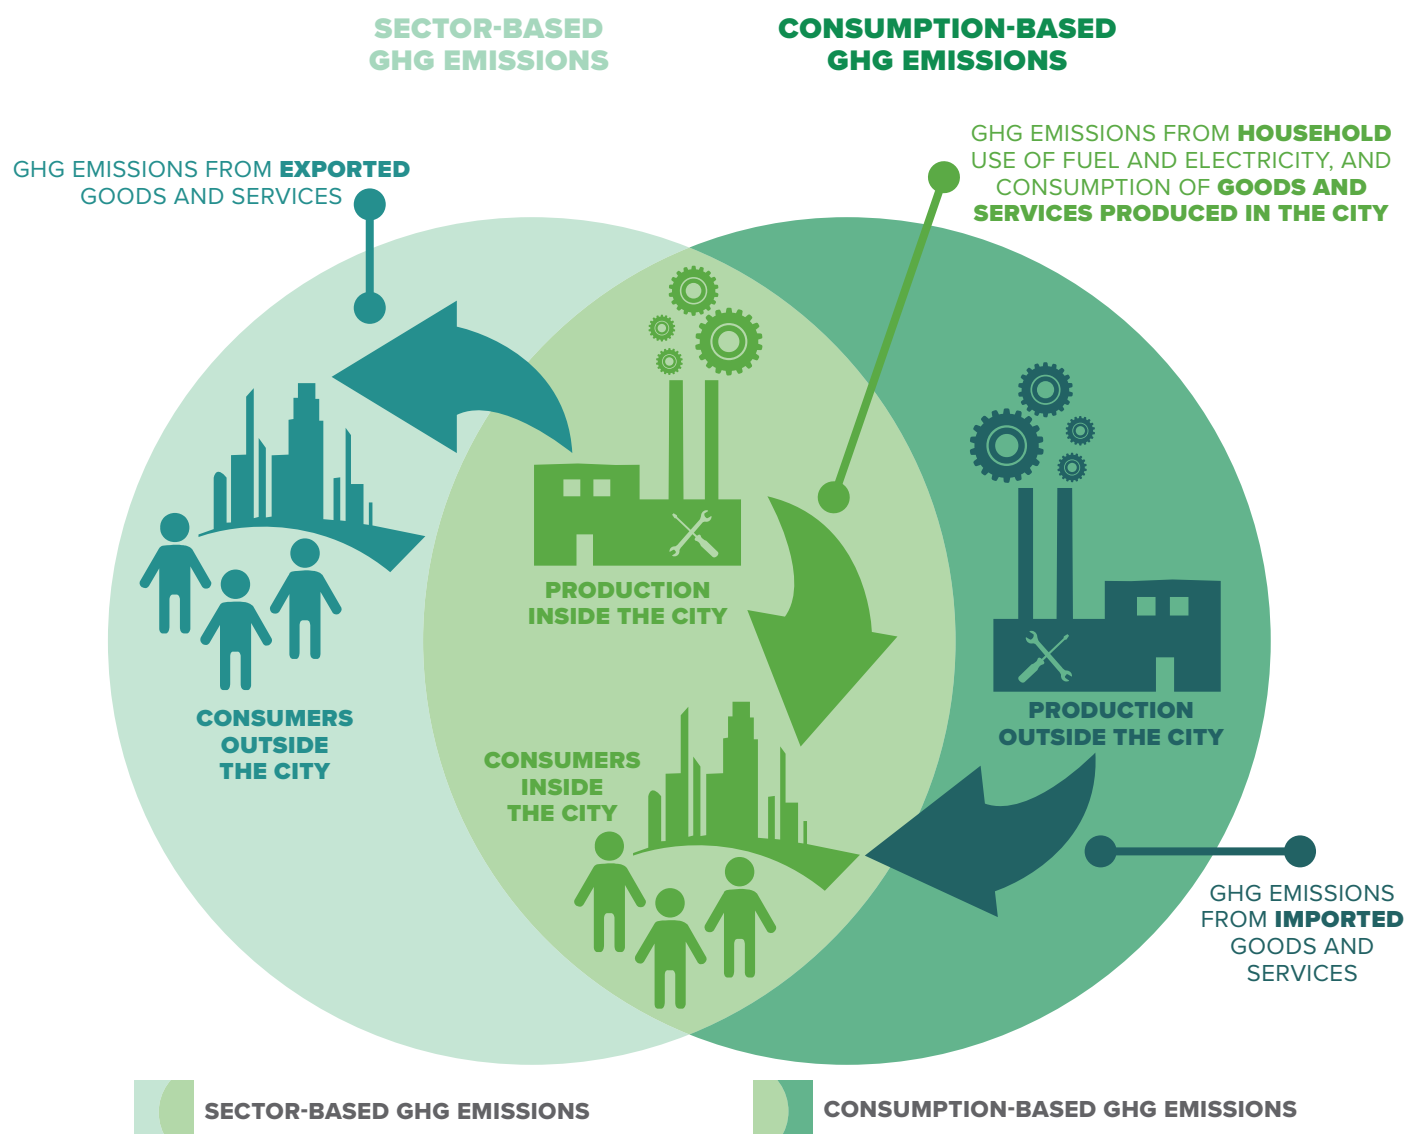 SECTOR-BASED
GHG EMISSIONS
CONSUMPTION-BASED
GHG EMISSIONS
GHG EMISSIONS FROM EXPORTED
GOODS AND SERVICES
GHG EMISSIONS FROM HOUSEHOLD
USE OF FUEL AND ELECTRICITY, AND
CONSUMPTION OF GOODS AND
SERVICES PRODUCED IN THE CITY
PRODUCTION
INSIDE THE CITY
CONSUMERS
OUTSIDE
THE CITY
PRODUCTION
OUTSIDE THE CITY
CONSUMERS
INSIDE
THE CITY
GHG EMISSIONS
FROM IMPORTED
GOODS AND
SERVICES
SECTOR-BASED GHG EMISSIONS
CONSUMPTION-BASED GHG EMISSIONS